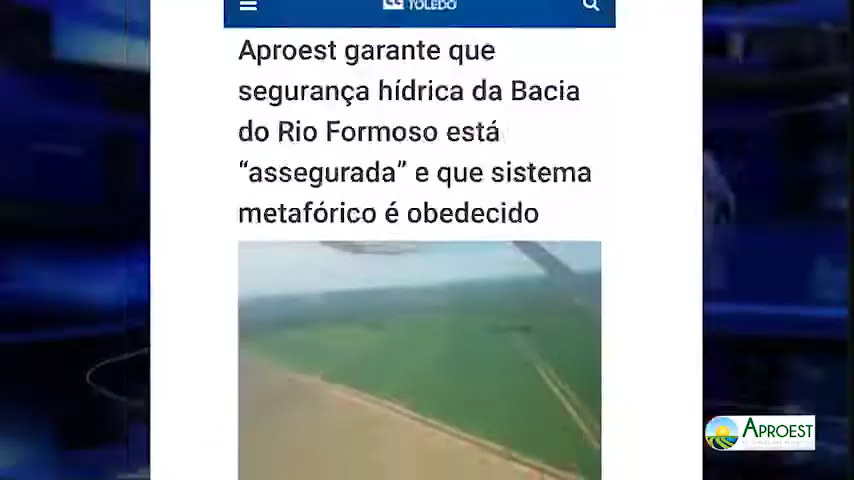 TOLEDO
Aproest garante que
segurança hídrica da Bacia
do Rio Formoso está
“assegurada” e que sistema
metafórico é obedecido
APROEST